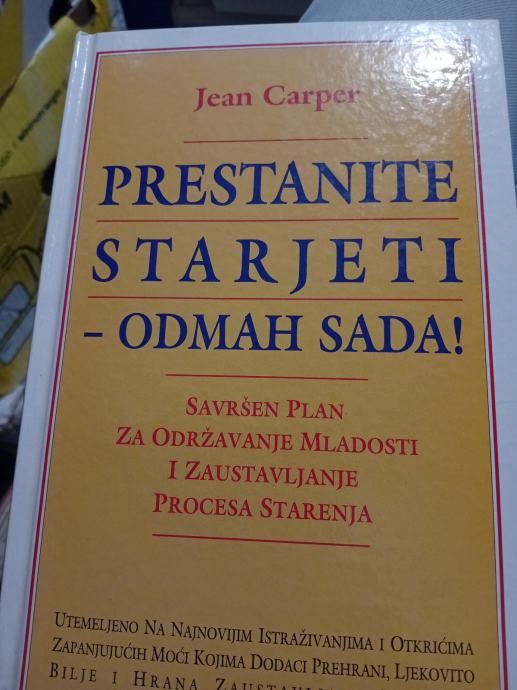 Jean Carper
PRESTANITE
STARJETI
– ODMAH SADA!
SAVRŠEN PLAN
ZA ODRŽAVANJE MLADOSTI
I ZAUSTAVLJANJE
PROCESA STARENJA
UTEMELJENO NA NAJNOVIJIM ISTRAŽIVANJIMA I OTKRIĆIMA
ZAPANJUJUĆIH MOĆI KOJIMA DODACI PREHRANI, LJEKOVITO
BILJE I HRANA